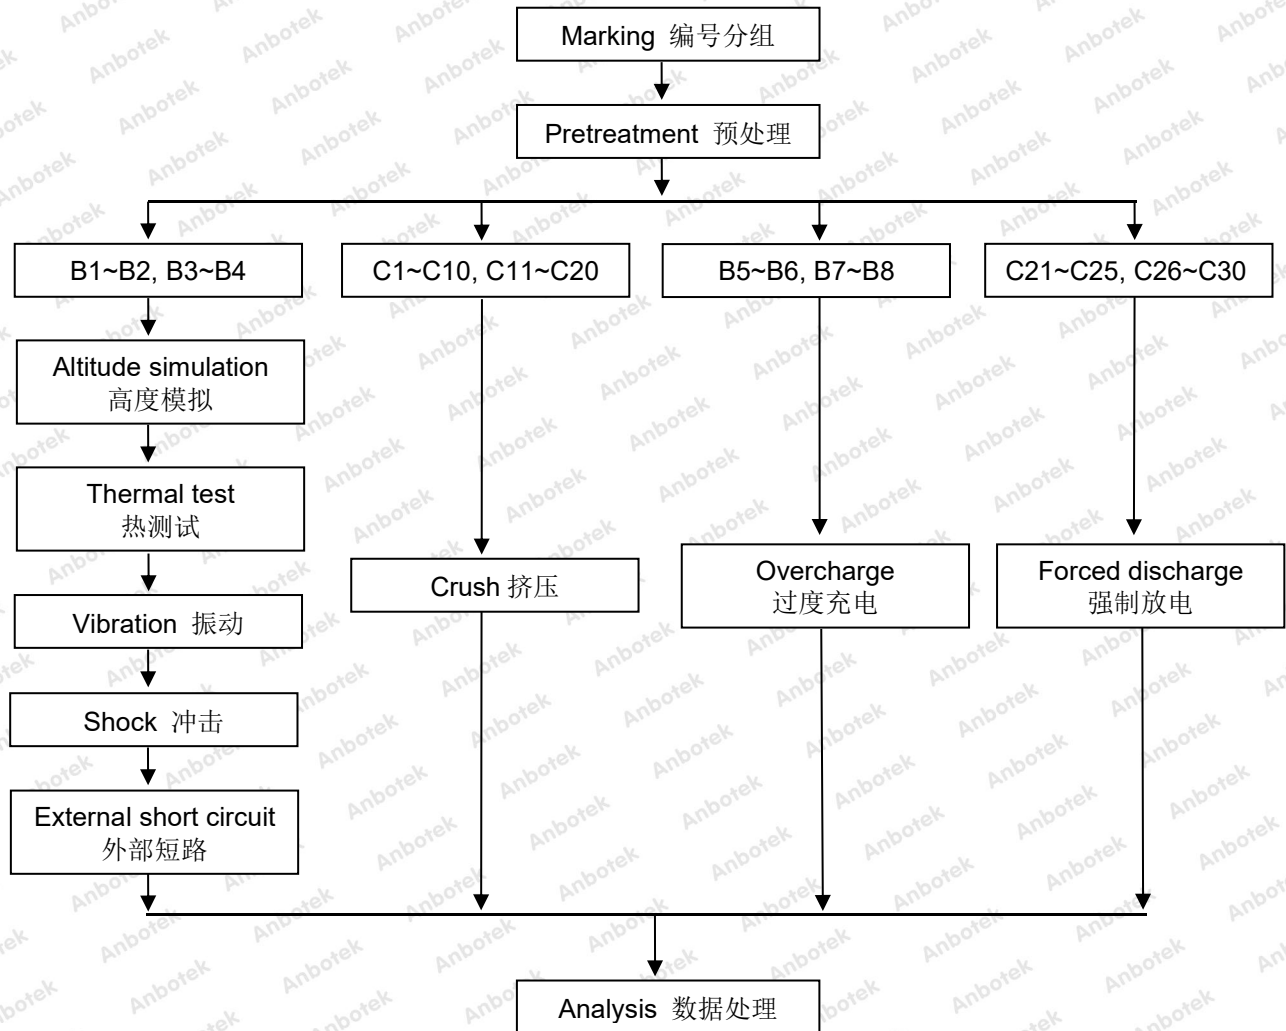 Marking 编号分组
Pretreatment 预处理
B1~B2, B3~B4
C1~C10, C11~C20
B5~B6, B7~B8
C21~C25, C26~C30
Altitude simulation
高度模拟
Thermal test
热测试
Vibration 振动
Shock 冲击
External short circuit
外部短路
Crush 挤压
Overcharge
过度充电
Forced discharge
强制放电
Analysis 数据处理
Anbotek